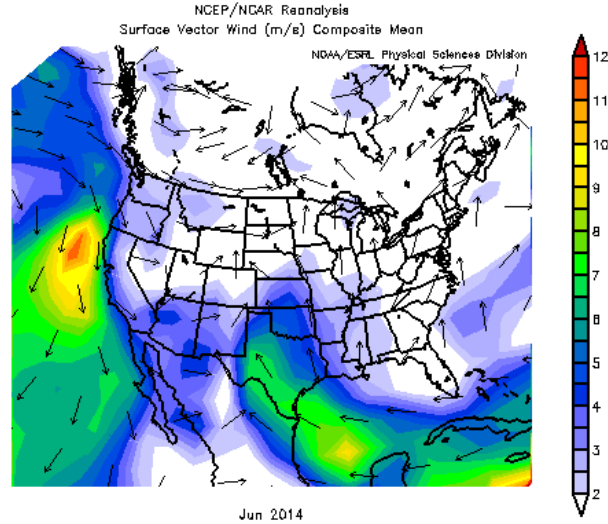 NCEP/NCAR Reanalysis
Surface Vector Wind (m/s) Composite Mean
NOAA/ESRL Physical Sciences Division
12
11
10
9
8
7
6
5
4
3
2
Jun 2014